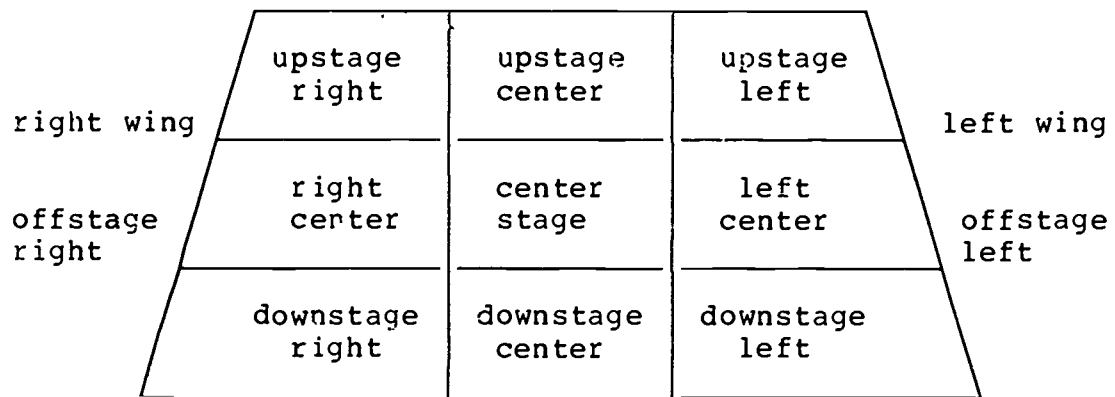 upstage right
upstage center
upstage left
right wing
left wing
right center
center stage
left center
offstage right
offstage left
downstage right
downstage center
downstage left